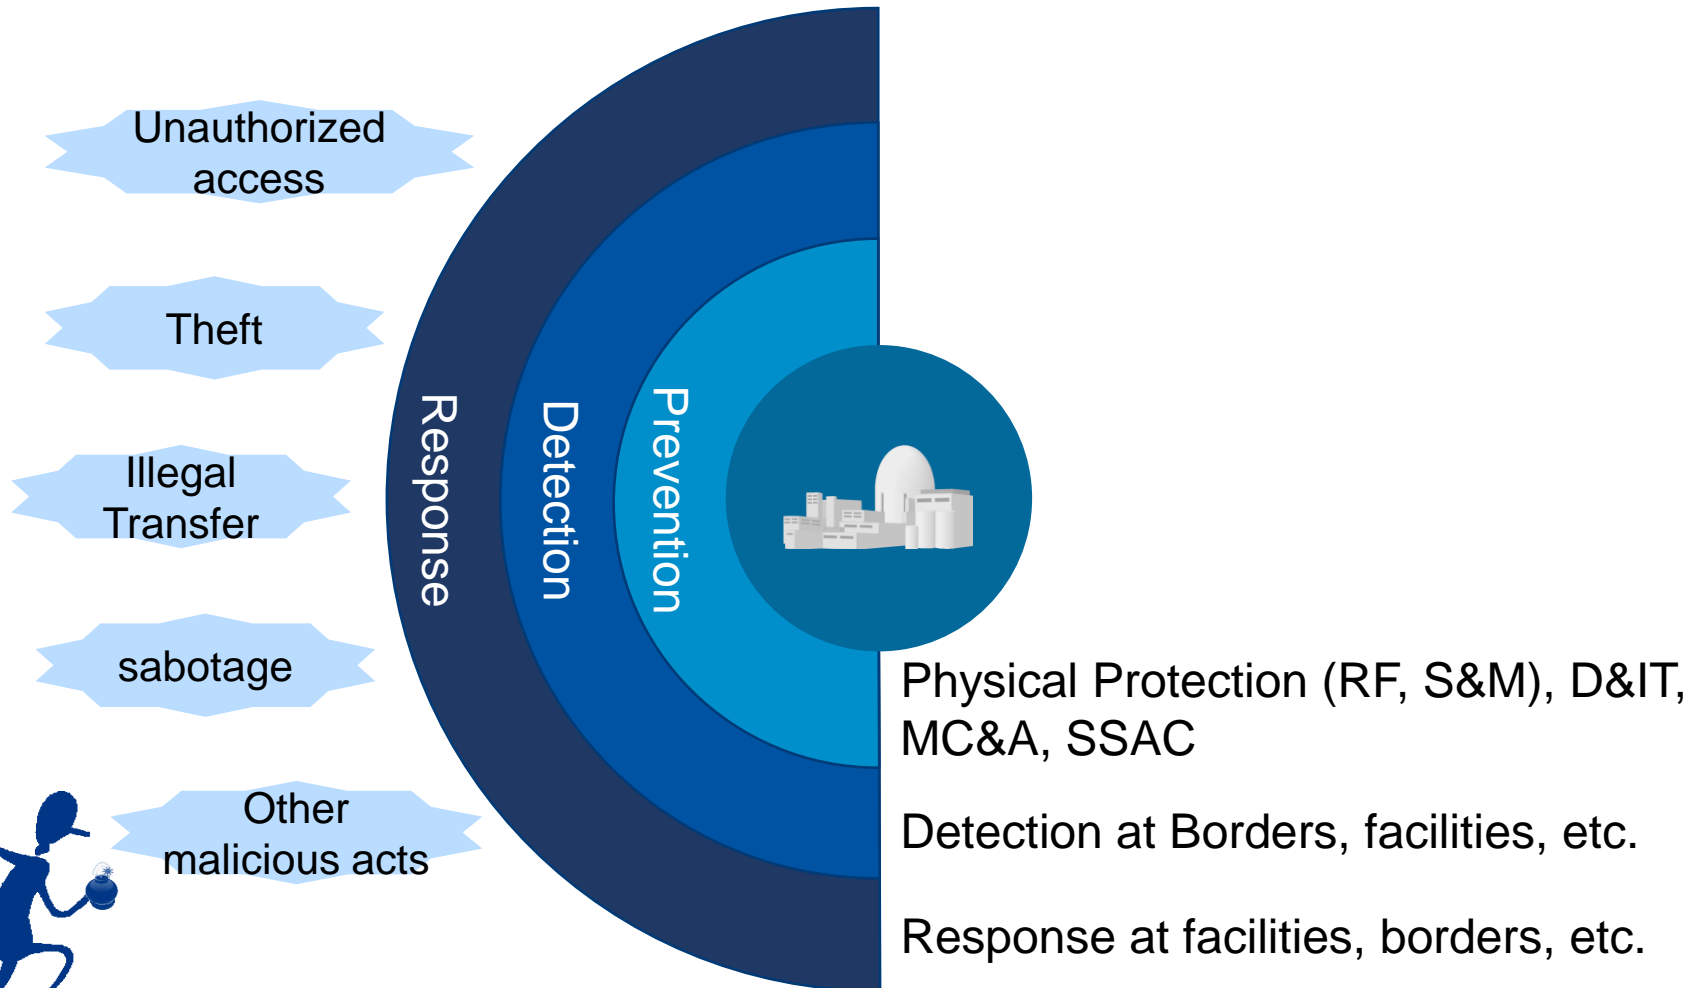 Unauthorized
access
Theft
Illegal
Transfer
sabotage
Other
malicious acts
Response
Detection
Prevention
Physical Protection (RF, S&M), D&IT,
MC&A, SSAC
Detection at Borders, facilities, etc.
Response at facilities, borders, etc.